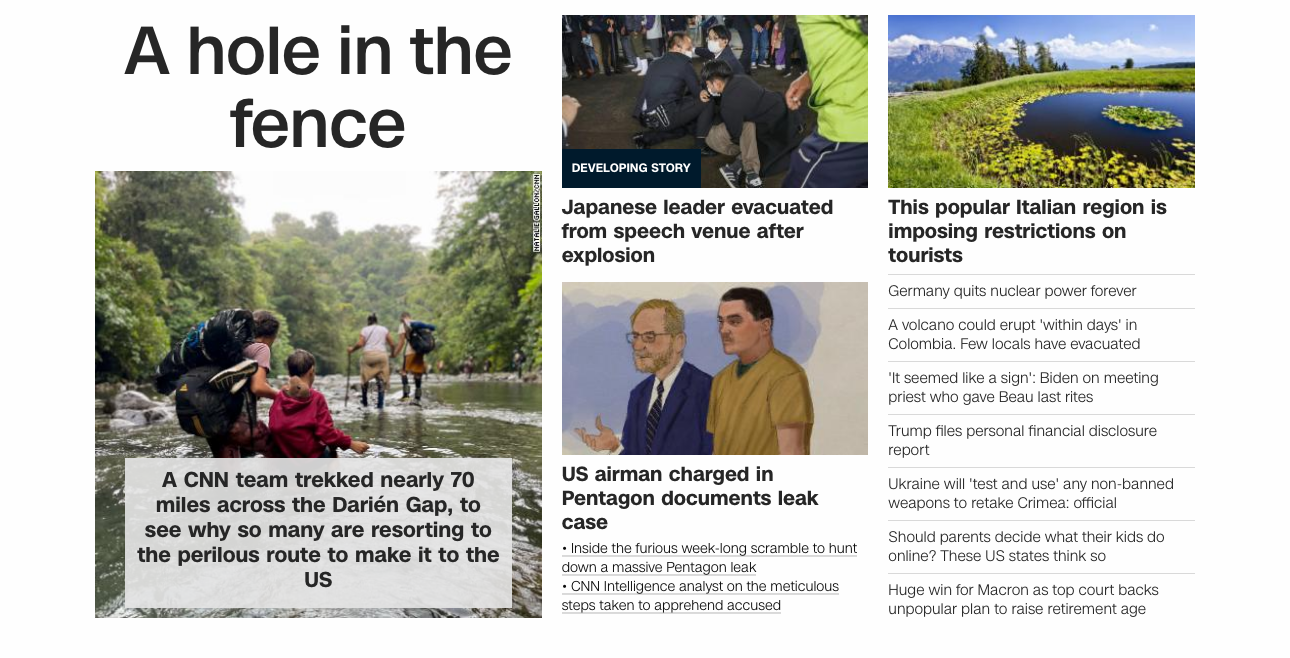 A hole in the
fence
NATALIE GALLON/CNN
A CNN team trekked nearly 70
miles across the Darién Gap, to
see why so many are resorting to
the perilous route to make it to the
US
DEVELOPING STORY
Japanese leader evacuated
from speech venue after
explosion
US airman charged in
Pentagon documents leak
case
• Inside the furious week-long scramble to hunt
down a massive Pentagon leak
• CNN Intelligence analyst on the meticulous
steps taken to apprehend accused
This popular Italian region is
imposing restrictions on
tourists
Germany quits nuclear power forever
A volcano could erupt 'within days' in
Colombia. Few locals have evacuated
'It seemed like a sign': Biden on meeting
priest who gave Beau last rites
Trump files personal financial disclosure
report
Ukraine will 'test and use' any non-banned
weapons to retake Crimea: official
Should parents decide what their kids do
online? These US states think so
Huge win for Macron as top court backs
unpopular plan to raise retirement age